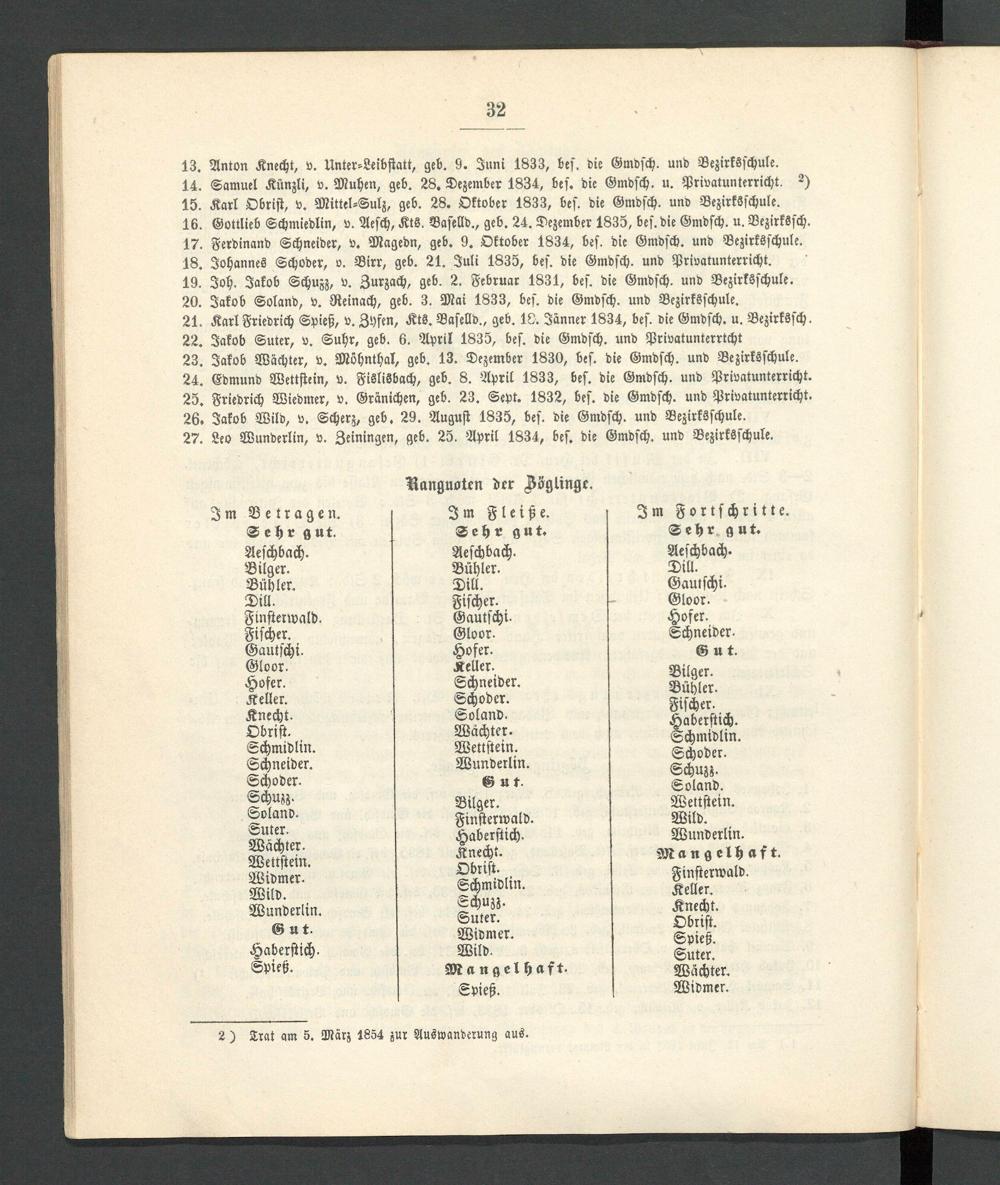 32
13. Anton Knecht, v. Unter-Leibstatt, geb. 9. Juni 1833, bes. die Gmdsch. und Bezirksschule.
14. Samuel Künzli, v. Muhen, geb. 28. Dezember 1834, bes. die Gmdsch. u. Privatunterricht. 2)
15. Karl Obrist, v. Mittel-Sulz, geb. 28. Oktober 1833, bes. die Gmdsch. und Bezirksschule.
16. Gottlieb Schmiedlin, v. Aesch, Kts. Baselld., geb. 24. Dezember 1835, bes. die Gmdsch. u. Bezirkssch.
17. Ferdinand Schneider, v. Magedn, geb. 9. Oktober 1834, bes. die Gmdsch. und Bezirksschule.
18. Johannes Schoder, v. Birr, geb. 21. Juli 1835, bes. die Gmdsch. und Privatunterricht.
19. Joh. Jakob Schuzz, v. Zurzach, geb. 2. Februar 1831, bes. die Gmdsch. und Bezirksschule.
20. Jakob Soland, v. Reinach, geb. 3. Mai 1833, bes. die Gmdsch. und Bezirksschule.
21. Karl Friedrich Spieß, v. Zyfen, Kts. Baselld., geb. Jänner 1834, bes. die Gmdsch. u. Bezirkssch.
22. Jakob Suter, v. Suhr, geb. 6. April 1835, bes. die Gmdsch. und Privatunterrtcht
23. Jakob Wächter, v. Möhnthal, geb. 13. Dezember 1830, bes. die Gmdsch. und Bezirksschule.
24. Edmund Wettstein, v. Fislisbach, geb. 8. April 1833, bes. die Gmdsch. und Privatunterricht.
25. Friedrich Wiedmer, v. Gränichen, geb. 23. Sept. 1832, bes. die Gmdsch. und Privatunterricht.
26. Jakob Wild, v. Scherz, geb. 29. August 1835, bes. die Gmdsch. und Bezirksschule.
27. Leo Wunderlin, v. Zeiningen, geb. 25. April 1834, bes. die Gmdsch. und Bezirksschule.
Rangnoten der Zöglinge.
Im Betragen.
Sehr gut.
Aeschbach.
Bilger.
Bühler.
Dill.
Finsterwald.
Fischer.
Gautschi.
Gloor.
Hofer.
Keller.
Knecht.
Obrist.
Schmidlin.
Schneider.
Schoder.
Schuzz.
Soland.
Suter.
Wächter.
Wettstein.
Widmer.
Wild.
Wunderlin.
Gut.
Haberstich.
Spieß.
Im Fleiße.
Sehr gut.
Aeschbach.
Bühler.
Dill.
Fischer.
Gautschi.
Gloor.
Hofer.
Keller.
Schneider.
Schoder.
Soland.
Wächter.
Wettstein.
Wunderlin.
Gut.
Bilger.
Finsterwald.
Haberstich.
Knecht.
Obrist.
Schmidlin.
Schuzz.
Suter.
Widmer.
Wild.
Mangelhaft.
Spieß.
Im Fortschritte.
Sehr gut.
Aeschbach.
Dill.
Gautschi.
Gloor.
Hofer.
Schneider.
Gut.
Bilger.
Bühler.
Fischer.
Haberstich.
Schmidlin.
Schoder.
Schuzz.
Soland.
Wettstein.
Wild.
Wunderlin.
Mangelhaft.
Finsterwald.
Keller.
Knecht.
Obrist.
Spieß.
Suter.
Wächter.
Widmer.
2) Trat am 5. März 1854 zur Auswanderung aus.